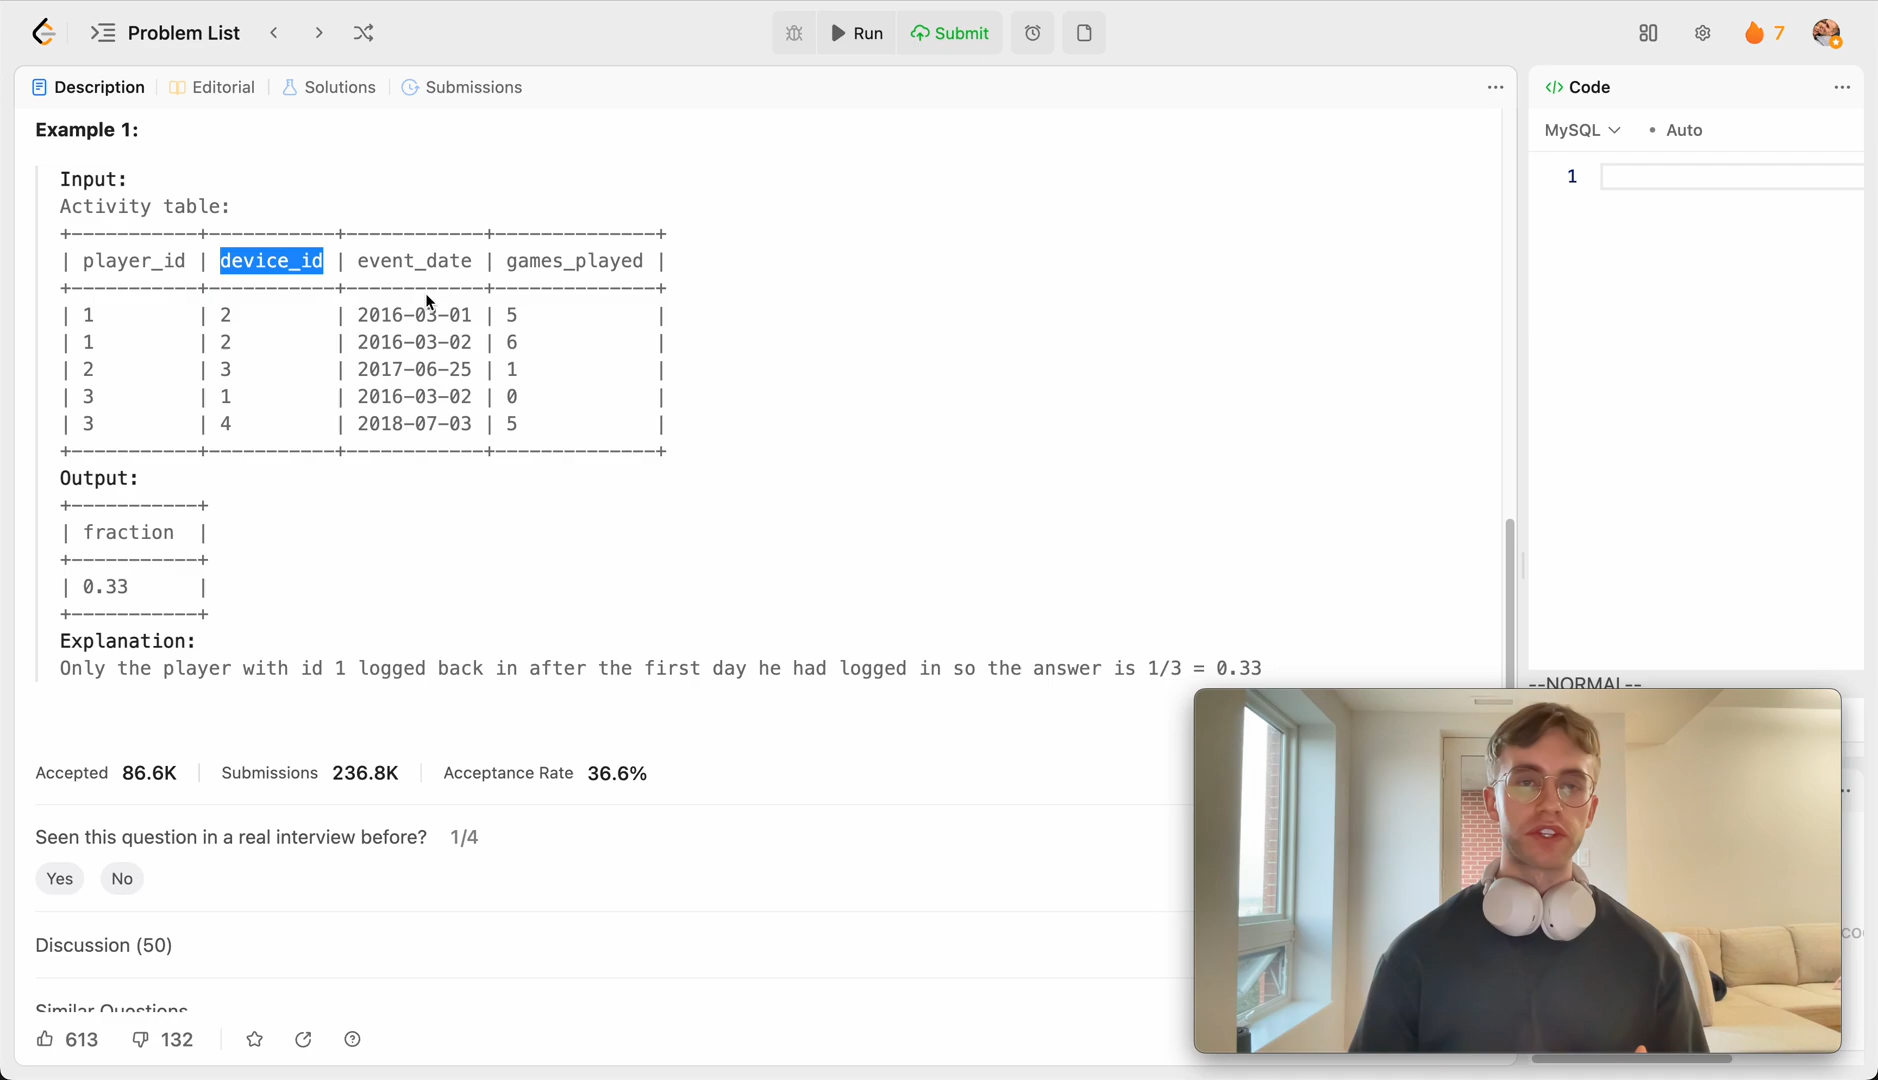 Problem List
Run
Submit
7
Description
Editorial
Solutions
Submissions
Code
MySQL
Auto
1
--NORMAL--
Example 1:
Input:
Activity table:
+-----------+-----------+------------+--------------+
| player_id | device_id | event_date | games_played |
+-----------+-----------+------------+--------------+
| 1 | 2 | 2016-03-01 | 5 |
| 1 | 2 | 2016-03-02 | 6 |
| 2 | 3 | 2017-06-25 | 1 |
| 3 | 1 | 2016-03-02 | 0 |
| 3 | 4 | 2018-07-03 | 5 |
+-----------+-----------+------------+--------------+
Output:
+-----------+
| fraction |
+-----------+
| 0.33 |
+-----------+
Explanation:
Only the player with id 1 logged back in after the first day he had logged in so the answer is 1/3 = 0.33
Accepted 86.6K
Submissions 236.8K
Acceptance Rate 36.6%
Seen this question in a real interview before? 1/4
Yes
No
Discussion (50)
Similar Questions
613
132